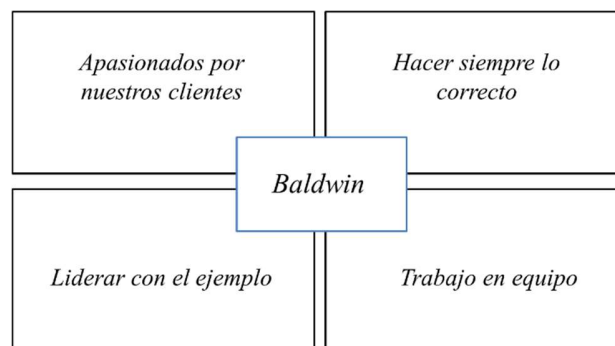 Apasionados por
nuestros clientes
Hacer siempre lo
correcto
Baldwin
Liderar con el ejemplo
Trabajo en equipo